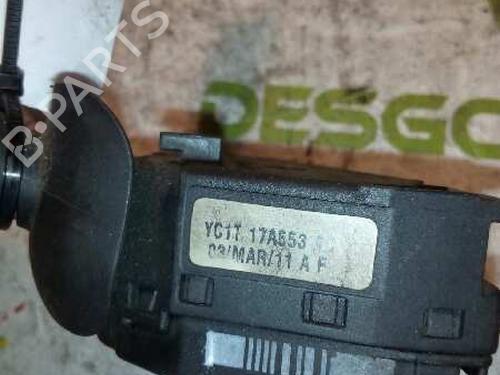 DESGO
B-PARTS
YC1T 17A553
03/MAR/11 A F